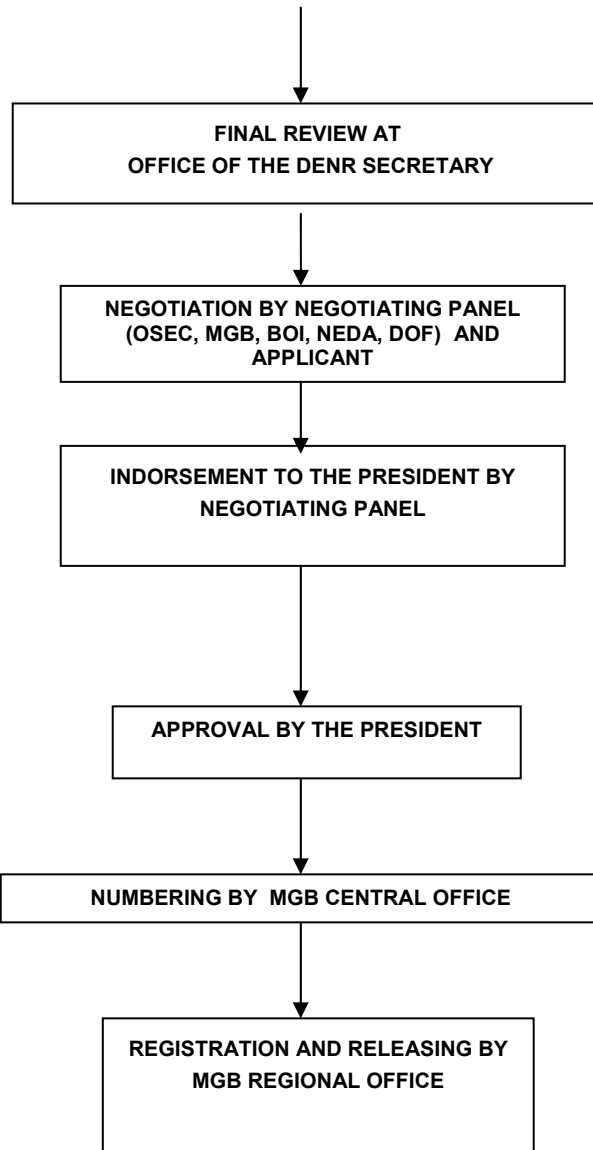 FINAL REVIEW AT
OFFICE OF THE DENR SECRETARY
NEGOTIATION BY NEGOTIATING PANEL
(OSEC, MGB, BOI, NEDA, DOF) AND
APPLICANT
INDORSEMENT TO THE PRESIDENT BY
NEGOTIATING PANEL
APPROVAL BY THE PRESIDENT
NUMBERING BY MGB CENTRAL OFFICE
REGISTRATION AND RELEASING BY
MGB REGIONAL OFFICE